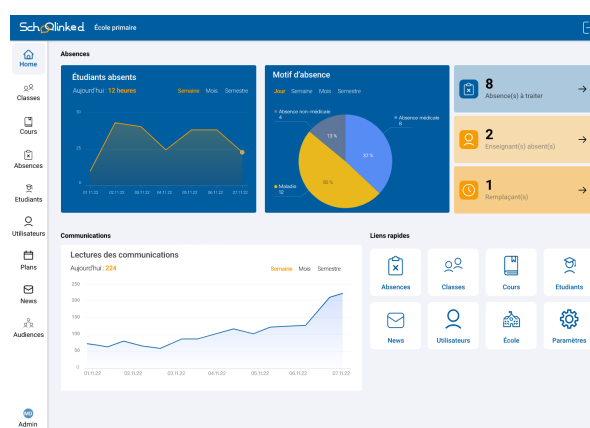 Schoolinked École primaire
Home
Classes
Cours
Absences
Etudiants
Utilisateurs
Plans
News
Audiences
MD
Admin
Absences
Étudiants absents
Aujourd'hui : 12 heures
Semaine Mois Semestre
50
25
0
01.11.22 02.11.22 03.11.22 04.11.22 05.11.22 06.11.22 07.11.22
Motif d'absence
Jour Semaine Mois Semestre
Absence non-médicale
4
Absence médicale
8
13 %
37 %
50 %
Maladie
12
8
Absence(s) à traiter
2
Enseignant(s) absent(s)
1
Remplaçant(s)
Communications
Lectures des communications
Aujourd'hui : 224
Semaine Mois Semestre
250
200
150
100
50
0
01.11.22 02.11.22 03.11.22 04.11.22 05.11.22 06.11.22 07.11.22
Liens rapides
Absences
Classes
Cours
Etudiants
News
Utilisateurs
École
Paramètres